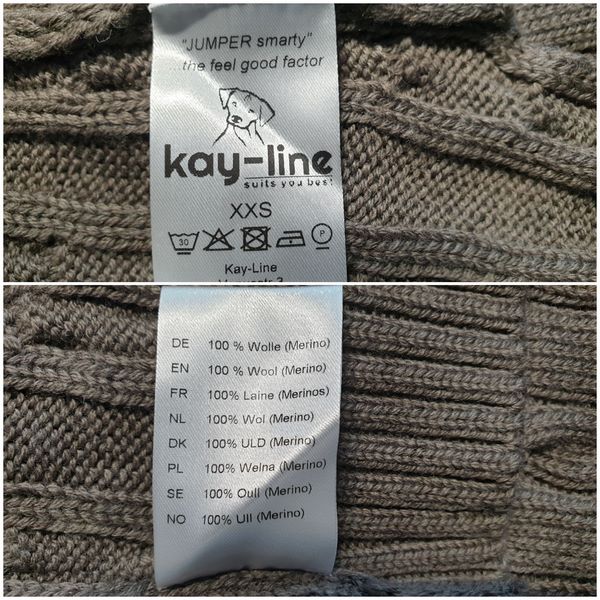 "JUMPER smarty"
...the feel good factor
kay-line
suits you best
XXS
30
P
Kay-Line
DE 100 % Wolle (Merino)
EN 100 % Wool (Merino)
FR 100% Laine (Merinos)
NL 100% Wol (Merino)
DK 100% ULD (Merino)
PL 100% Welna (Merino)
SE 100% Oull (Merino)
NO 100% Ull (Merino)